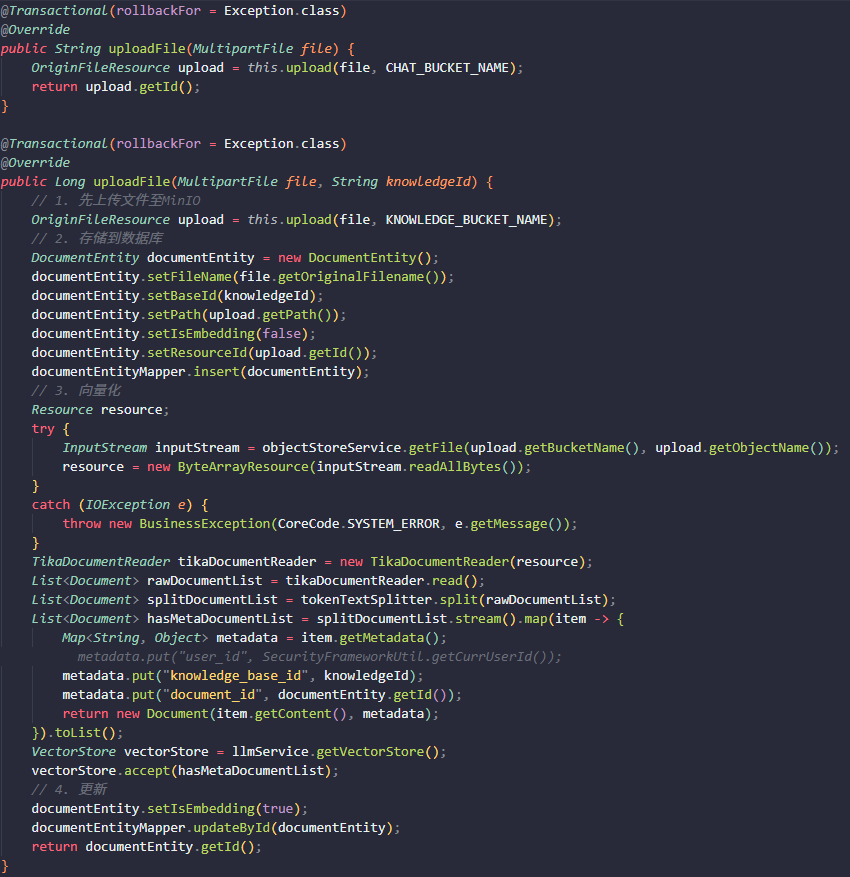 @Transactional(rollbackFor = Exception.class)
@Override
public String uploadFile(MultipartFile file) {
    OriginFileResource upload = this.upload(file, CHAT_BUCKET_NAME);
    return upload.getId();
}

@Transactional(rollbackFor = Exception.class)
@Override
public Long uploadFile(MultipartFile file, String knowledgeId) {
    // 1. 先上传文件至MinIO
    OriginFileResource upload = this.upload(file, KNOWLEDGE_BUCKET_NAME);
    // 2. 存储到数据库
    DocumentEntity documentEntity = new DocumentEntity();
    documentEntity.setFileName(file.getOriginalFilename());
    documentEntity.setBaseId(knowledgeId);
    documentEntity.setPath(upload.getPath());
    documentEntity.setIsEmbedding(false);
    documentEntity.setResourceId(upload.getId());
    documentEntityMapper.insert(documentEntity);
    // 3. 向量化
    Resource resource;
    try {
        InputStream inputStream = objectStoreService.getFile(upload.getBucketName(), upload.getObjectName());
        resource = new ByteArrayResource(inputStream.readAllBytes());
    }
    catch (IOException e) {
        throw new BusinessException(CoreCode.SYSTEM_ERROR, e.getMessage());
    }
    TikaDocumentReader tikaDocumentReader = new TikaDocumentReader(resource);
    List<Document> rawDocumentList = tikaDocumentReader.read();
    List<Document> splitDocumentList = tokenTextSplitter.split(rawDocumentList);
    List<Document> hasMetaDocumentList = splitDocumentList.stream().map(item -> {
        Map<String, Object> metadata = item.getMetadata();
          metadata.put("user_id", SecurityFrameworkUtil.getCurrUserId());
        metadata.put("knowledge_base_id", knowledgeId);
        metadata.put("document_id", documentEntity.getId());
        return new Document(item.getContent(), metadata);
    }).toList();
    VectorStore vectorStore = llmService.getVectorStore();
    vectorStore.accept(hasMetaDocumentList);
    // 4. 更新
    documentEntity.setIsEmbedding(true);
    documentEntityMapper.updateById(documentEntity);
    return documentEntity.getId();
}